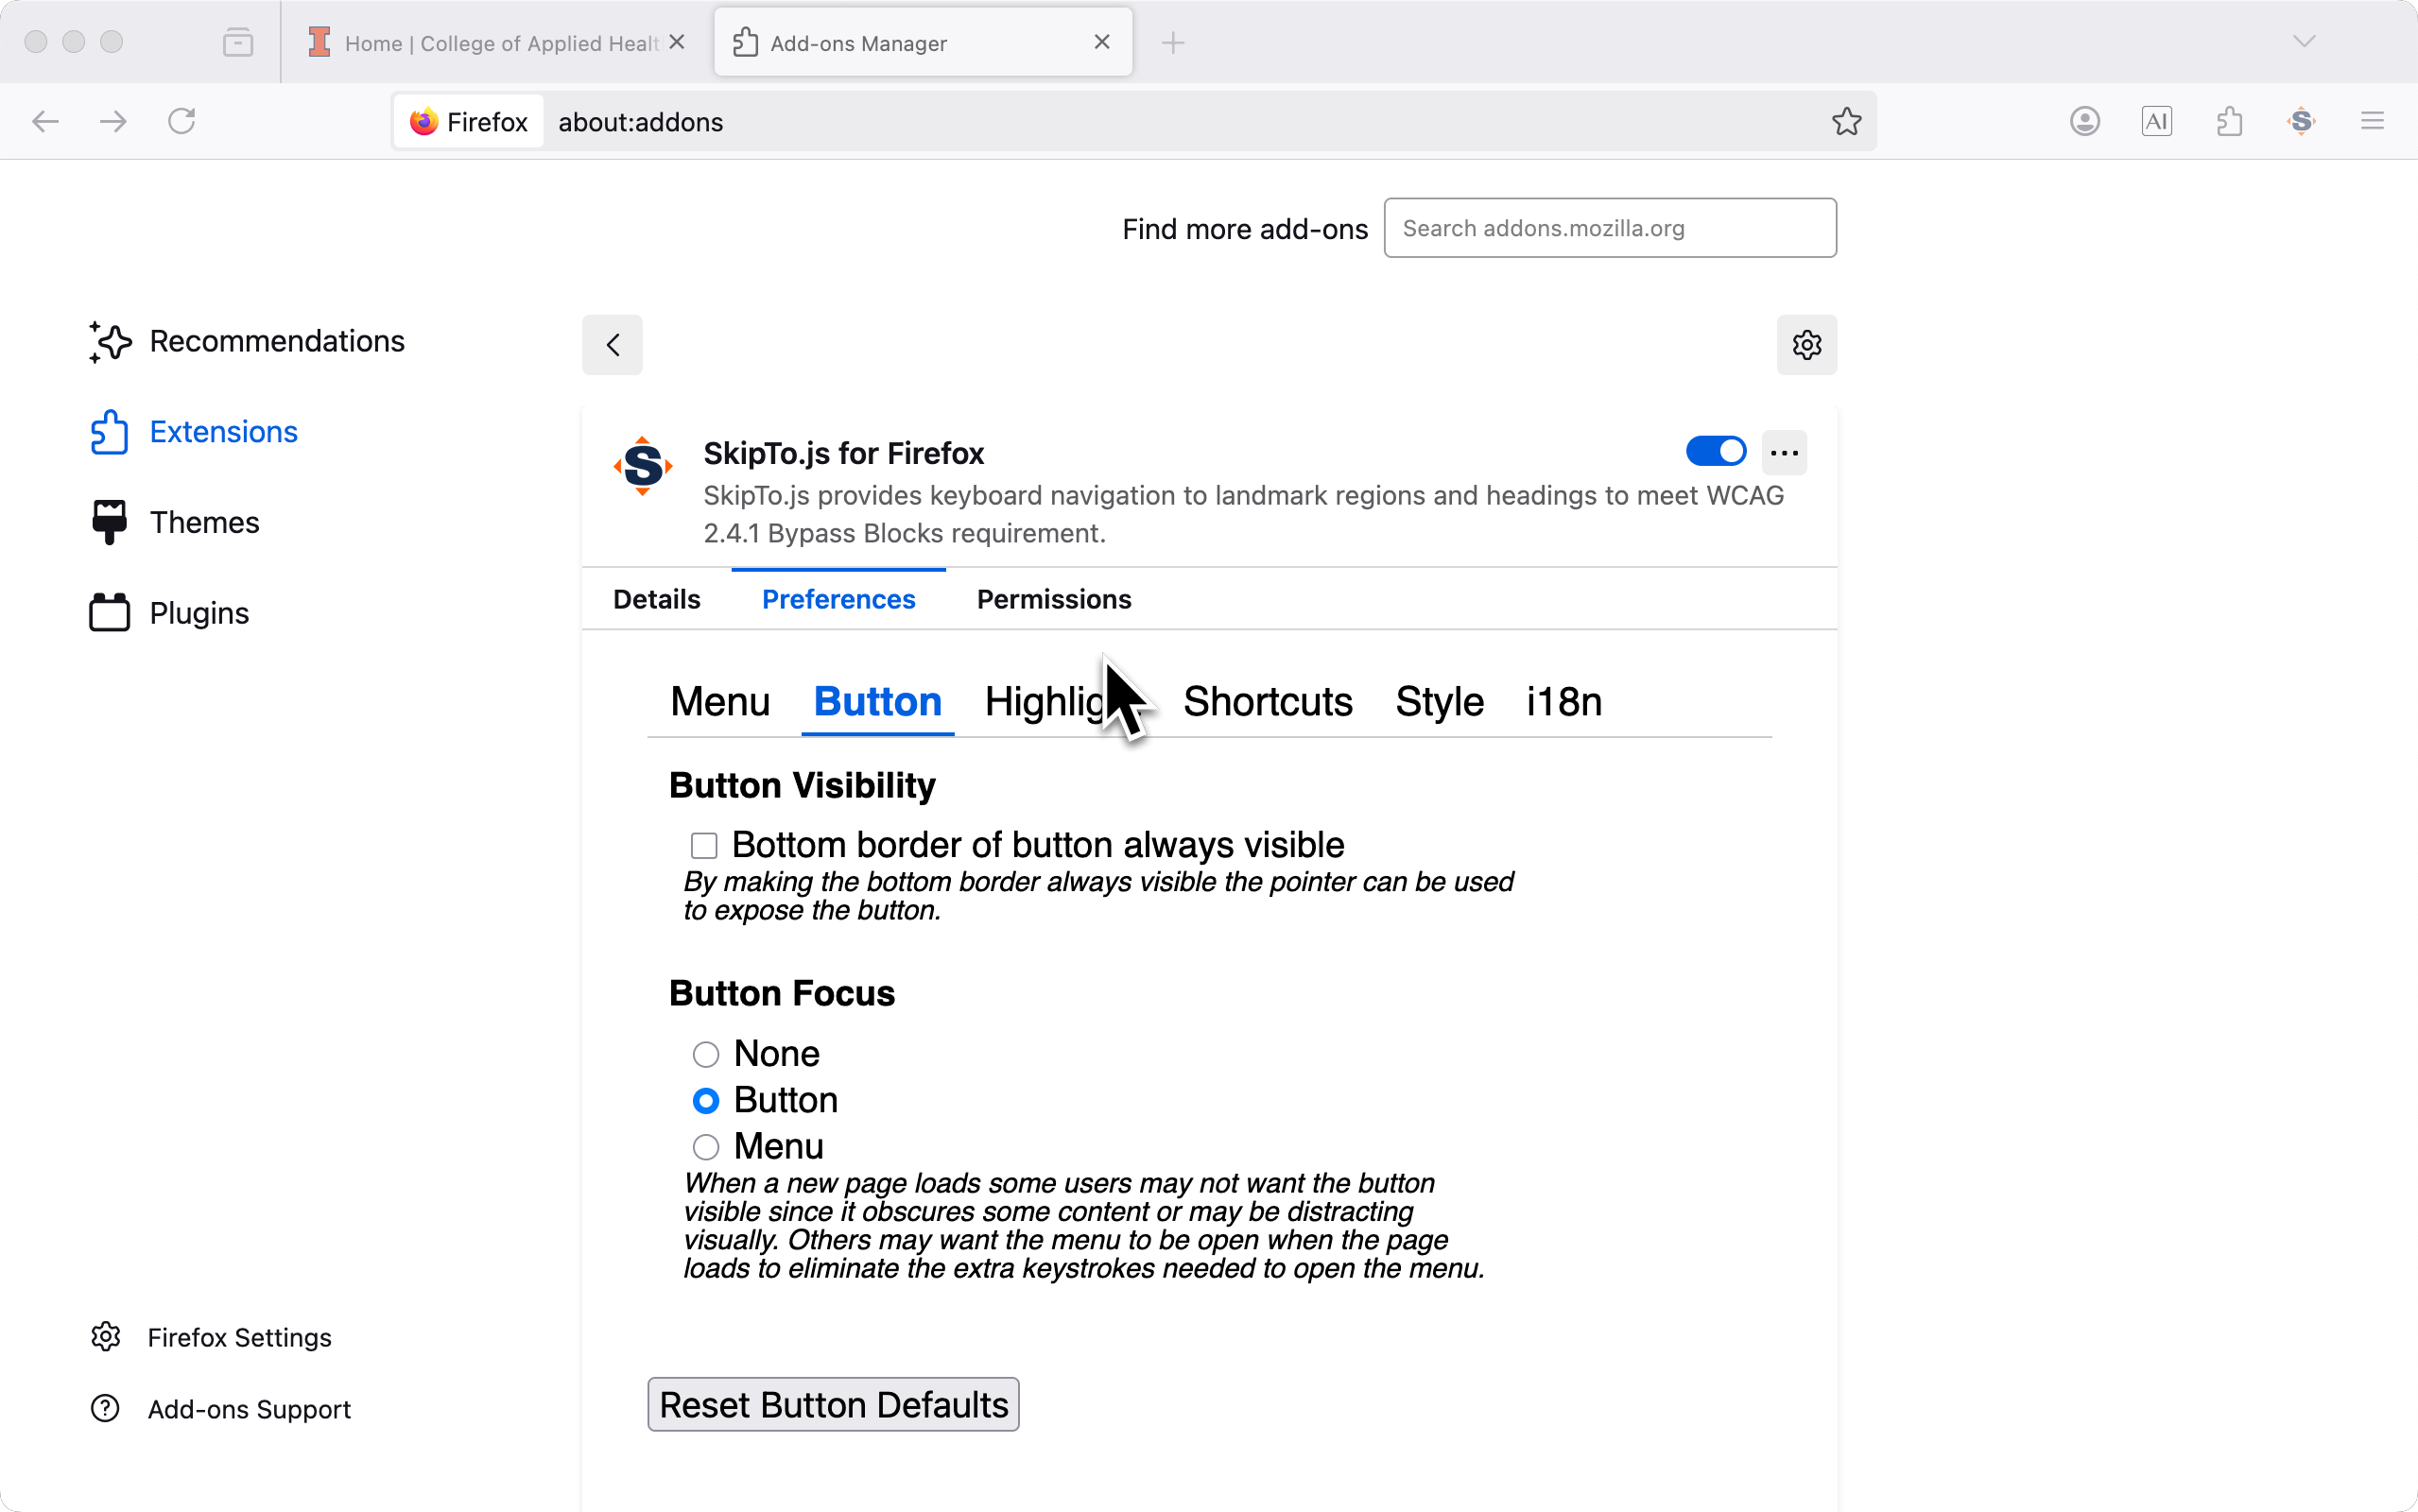 Home | College of Applied Healt
Add-ons Manager
Firefox
about:addons
AI
S
Find more add-ons
Search addons.mozilla.org
Recommendations
Extensions
Themes
Plugins
S
SkipTo.js for Firefox
SkipTo.js provides keyboard navigation to landmark regions and headings to meet WCAG
2.4.1 Bypass Blocks requirement.
Details Preferences Permissions
Menu Button Shortcuts Style i18n
Button Visibility
Bottom border of button always visible
By making the bottom border always visible the pointer can be used
to expose the button.
Button Focus
None
Button
Menu
When a new page loads some users may not want the button
visible since it obscures some content or may be distracting
visually. Others may want the menu to be open when the page
loads to eliminate the extra keystrokes needed to open the menu.
Reset Button Defaults
Firefox Settings
Add-ons Support